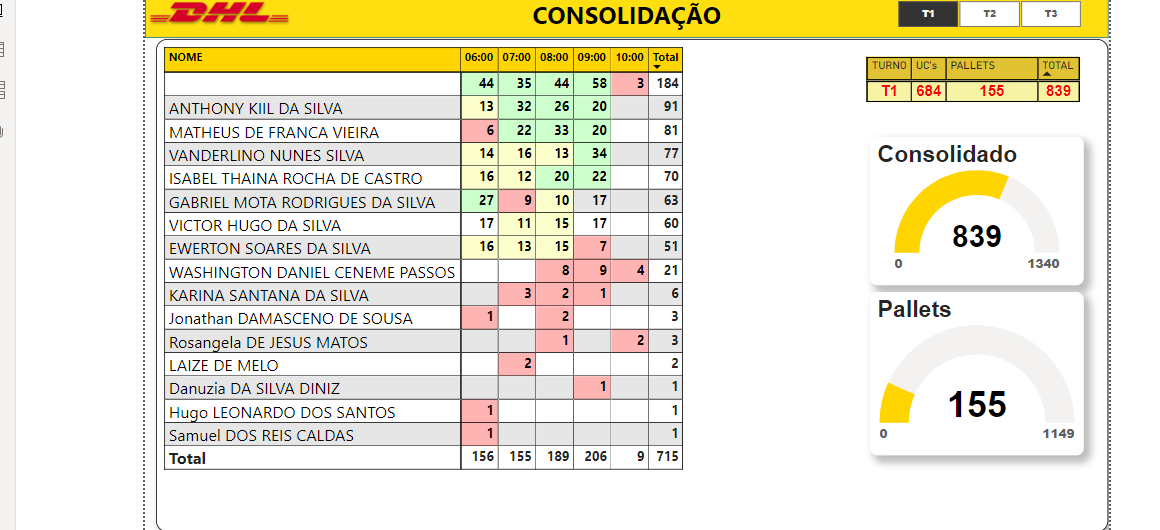 DHL
CONSOLIDAÇÃO
T1 T2 T3
NOME 06:00 07:00 08:00 09:00 10:00 Total
44 35 44 58 3 184
ANTHONY KIIL DA SILVA 13 32 26 20 91
MATHEUS DE FRANCA VIEIRA 6 22 33 20 81
VANDERLINO NUNES SILVA 14 16 13 34 77
ISABEL THAINA ROCHA DE CASTRO 16 12 20 22 70
GABRIEL MOTA RODRIGUES DA SILVA 27 9 10 17 63
VICTOR HUGO DA SILVA 17 11 15 17 60
EWERTON SOARES DA SILVA 16 13 15 7 51
WASHINGTON DANIEL CENEME PASSOS 8 9 4 21
KARINA SANTANA DA SILVA 3 2 1 6
Jonathan DAMASCENO DE SOUSA 1 2 3
Rosangela DE JESUS MATOS 1 2 3
LAIZE DE MELO 2 2
Danuzia DA SILVA DINIZ 1 1
Hugo LEONARDO DOS SANTOS 1 1
Samuel DOS REIS CALDAS 1 1
Total 156 155 189 206 9 715
TURNO UC's PALLETS TOTAL
T1 684 155 839
Consolidado
839
0 1340
Pallets
155
0 1149